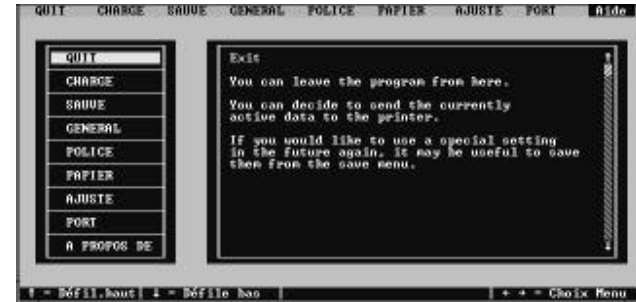 QUIT CHARGE SAUVE GENERAL POLICE PAPIER AJUSTE PORT Aide
QUIT
CHARGE
SAUVE
GENERAL
POLICE
PAPIER
AJUSTE
PORT
A PROPOS DE
Exit
You can leave the program from here.
You can decide to send the currently
active data to the printer.
If you would like to use a special setting
in the future again, it may be useful to save
them from the save menu.
↑ = Défil.haut ↓ = Défile bas ← → = Choix Menu